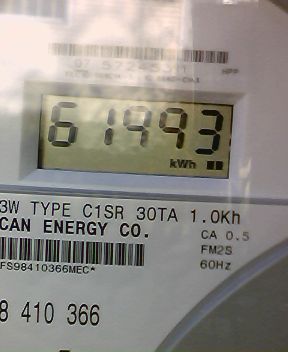 61993
kWh
3W TYPE C1SR 30TA 1.0Kh
CAN ENERGY CO.
CA 0.5
FM2S
60Hz
FS98410366MEC*
8 410 366